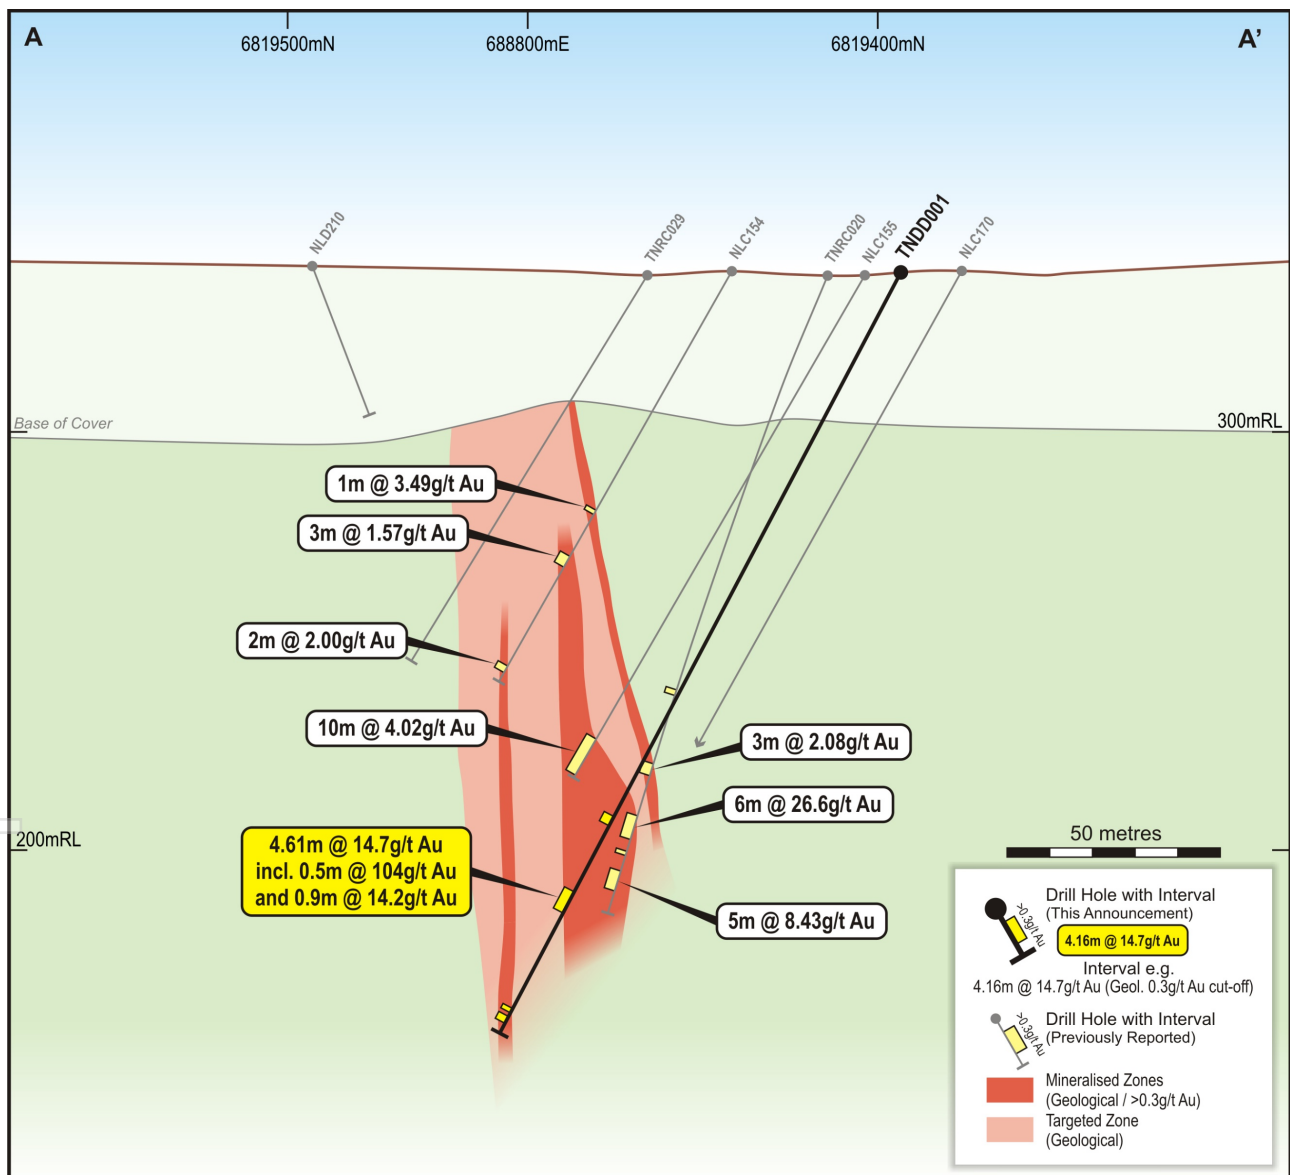 A
6819500mN
688800mE
6819400mN
A'
NLD210
TNRC029
NLC154
TNRC020
NLC155
TNDD001
NLC170
Base of Cover
300mRL
1m @ 3.49g/t Au
3m @ 1.57g/t Au
2m @ 2.00g/t Au
10m @ 4.02g/t Au
3m @ 2.08g/t Au
6m @ 26.6g/t Au
200mRL
4.61m @ 14.7g/t Au
incl. 0.5m @ 104g/t Au
and 0.9m @ 14.2g/t Au
5m @ 8.43g/t Au
50 metres
Drill Hole with Interval
(This Announcement)
>0.3g/t Au
4.16m @ 14.7g/t Au
Interval e.g.
4.16m @ 14.7g/t Au (Geol. 0.3g/t Au cut-off)
>0.3g/t Au
Drill Hole with Interval
(Previously Reported)
Mineralised Zones
(Geological / >0.3g/t Au)
Targeted Zone
(Geological)